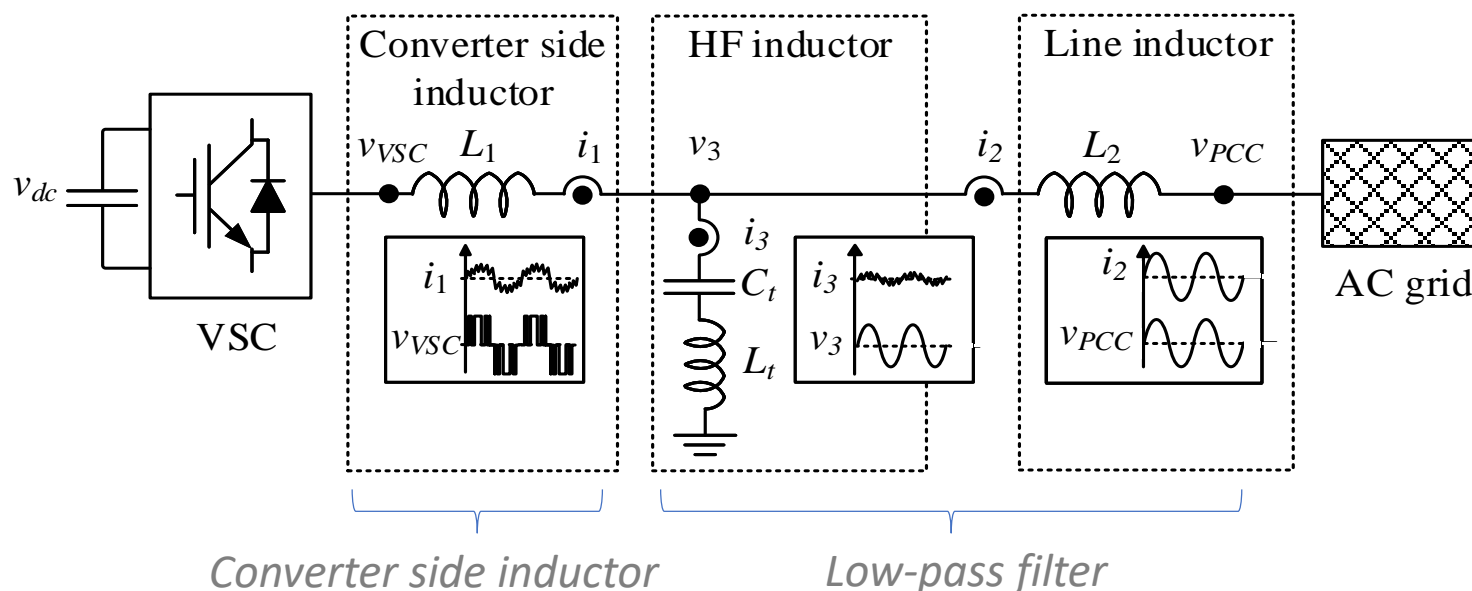 Converter side
inductor
HF inductor
Line inductor
v_VSC
L_1
i_1
v_3
i_2
L_2
v_PCC
v_dc
i_3
C_t
L_t
VSC
i_1
v_VSC
i_3
v_3
i_2
v_PCC
AC grid
Converter side inductor
Low-pass filter